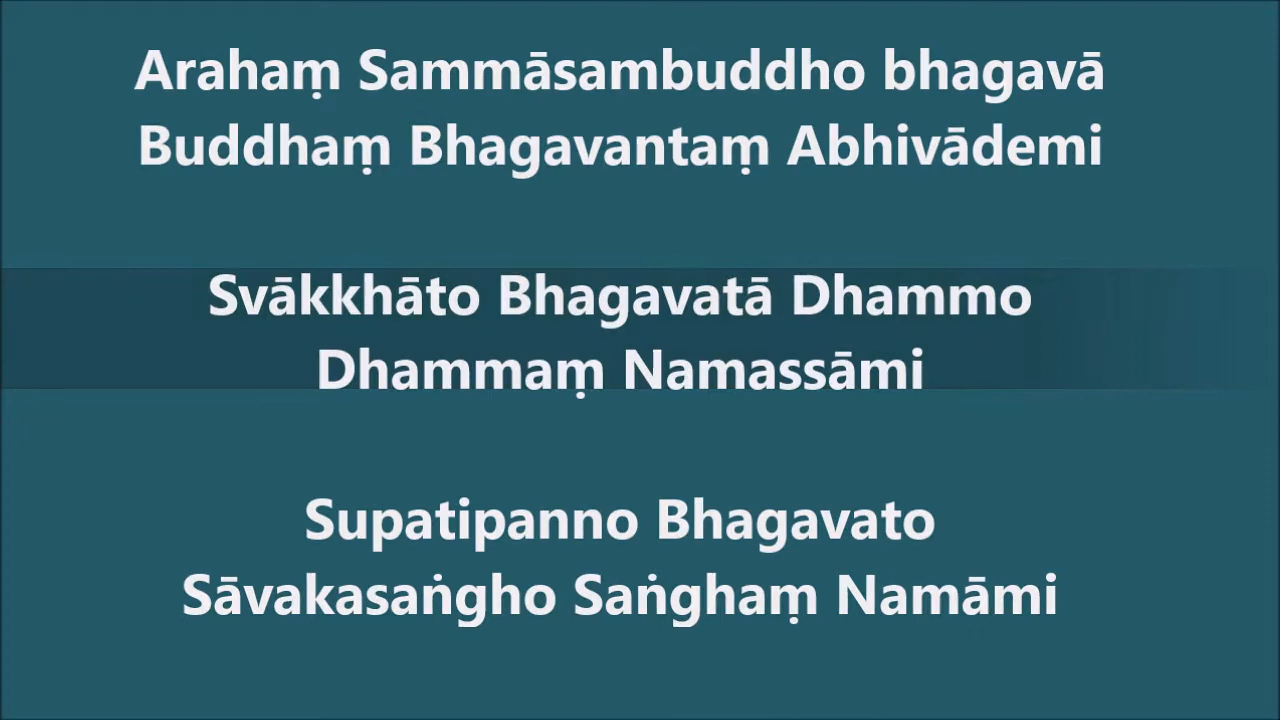 Arahaṃ Sammāsambuddho bhagavā
Buddhaṃ Bhagavantaṃ Abhivādemi
Svākkhāto Bhagavatā Dhammo
Dhammaṃ Namassāmi
Supatipanno Bhagavato
Sāvakasaṅgho Saṅghaṃ Namāmi